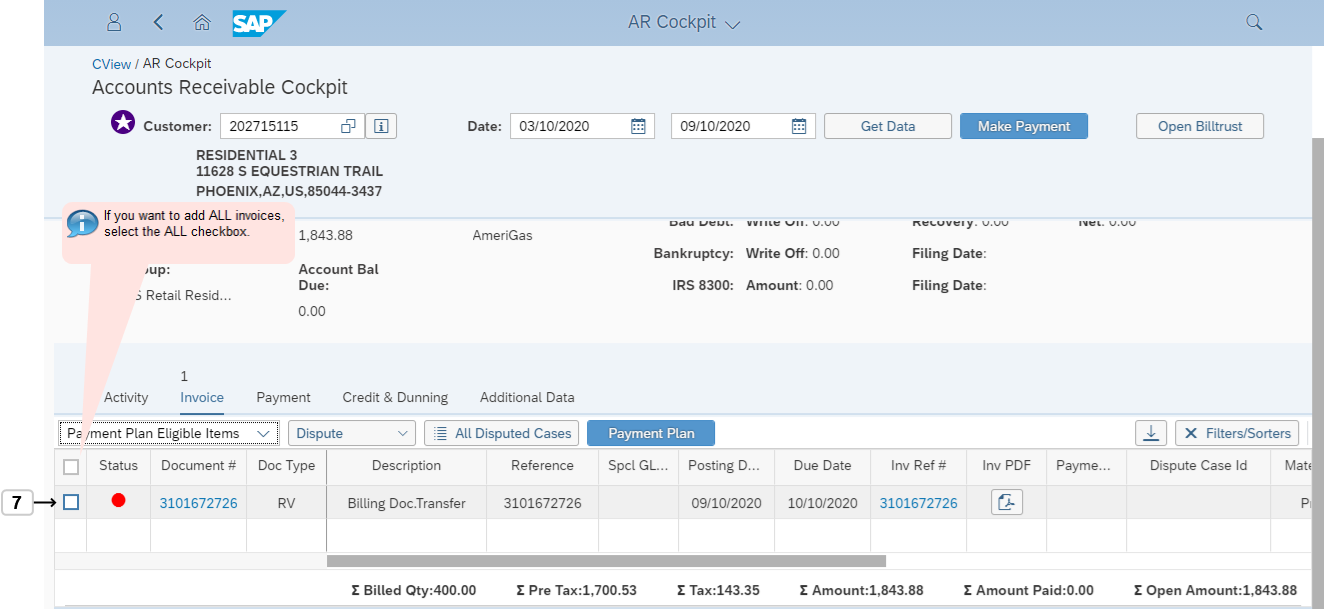 SAP
AR Cockpit
CView / AR Cockpit
Accounts Receivable Cockpit
Customer: 202715115 Date: 03/10/2020 09/10/2020 Get Data Make Payment Open Billtrust
RESIDENTIAL 3
11628 S EQUESTRIAN TRAIL
PHOENIX,AZ,US,85044-3437
If you want to add ALL invoices,
select the ALL checkbox.
Bad Debt: Write Off: 0.00 Recovery: 0.00 Net: 0.00
1,843.88 AmeriGas
Bankruptcy: Write Off: 0.00 Filing Date:
oup: Account Bal
Due:
IRS 8300: Amount: 0.00 Filing Date:
S Retail Resid...
0.00
1
Activity Invoice Payment Credit & Dunning Additional Data
Payment Plan Eligible Items Dispute All Disputed Cases Payment Plan Filters/Sorters
Status Document # Doc Type Description Reference Spcl GL... Posting D... Due Date Inv Ref # Inv PDF Payme... Dispute Case Id Mate
7 3101672726 RV Billing Doc.Transfer 3101672726 09/10/2020 10/10/2020 3101672726 P
Σ Billed Qty:400.00 Σ Pre Tax:1,700.53 Σ Tax:143.35 Σ Amount:1,843.88 Σ Amount Paid:0.00 Σ Open Amount:1,843.88